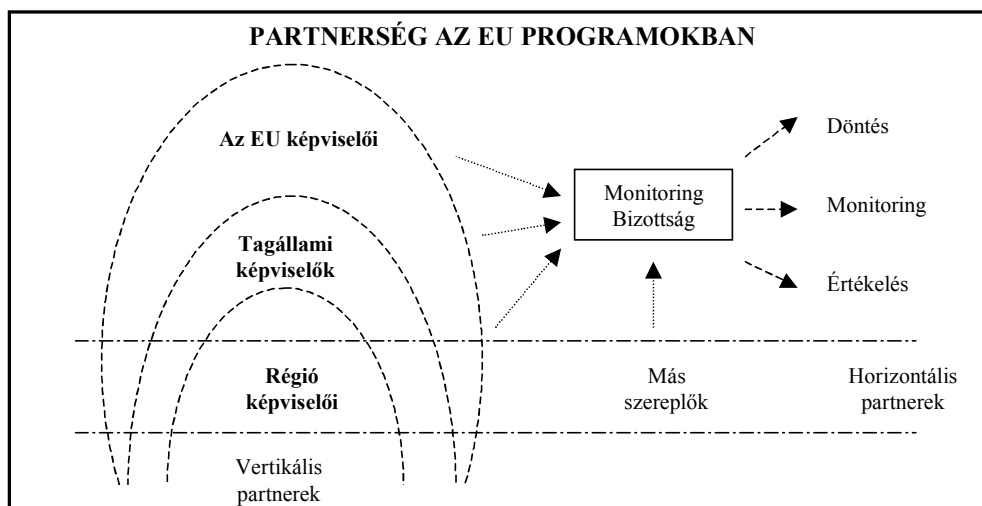 PARTNERSÉG AZ EU PROGRAMOKBAN
Az EU képviselői
Tagállami
képviselők
Régió
képviselői
Vertikális
partnerek
Monitoring
Bizottság
Döntés
Monitoring
Értékelés
Más
szereplők
Horizontális
partnerek